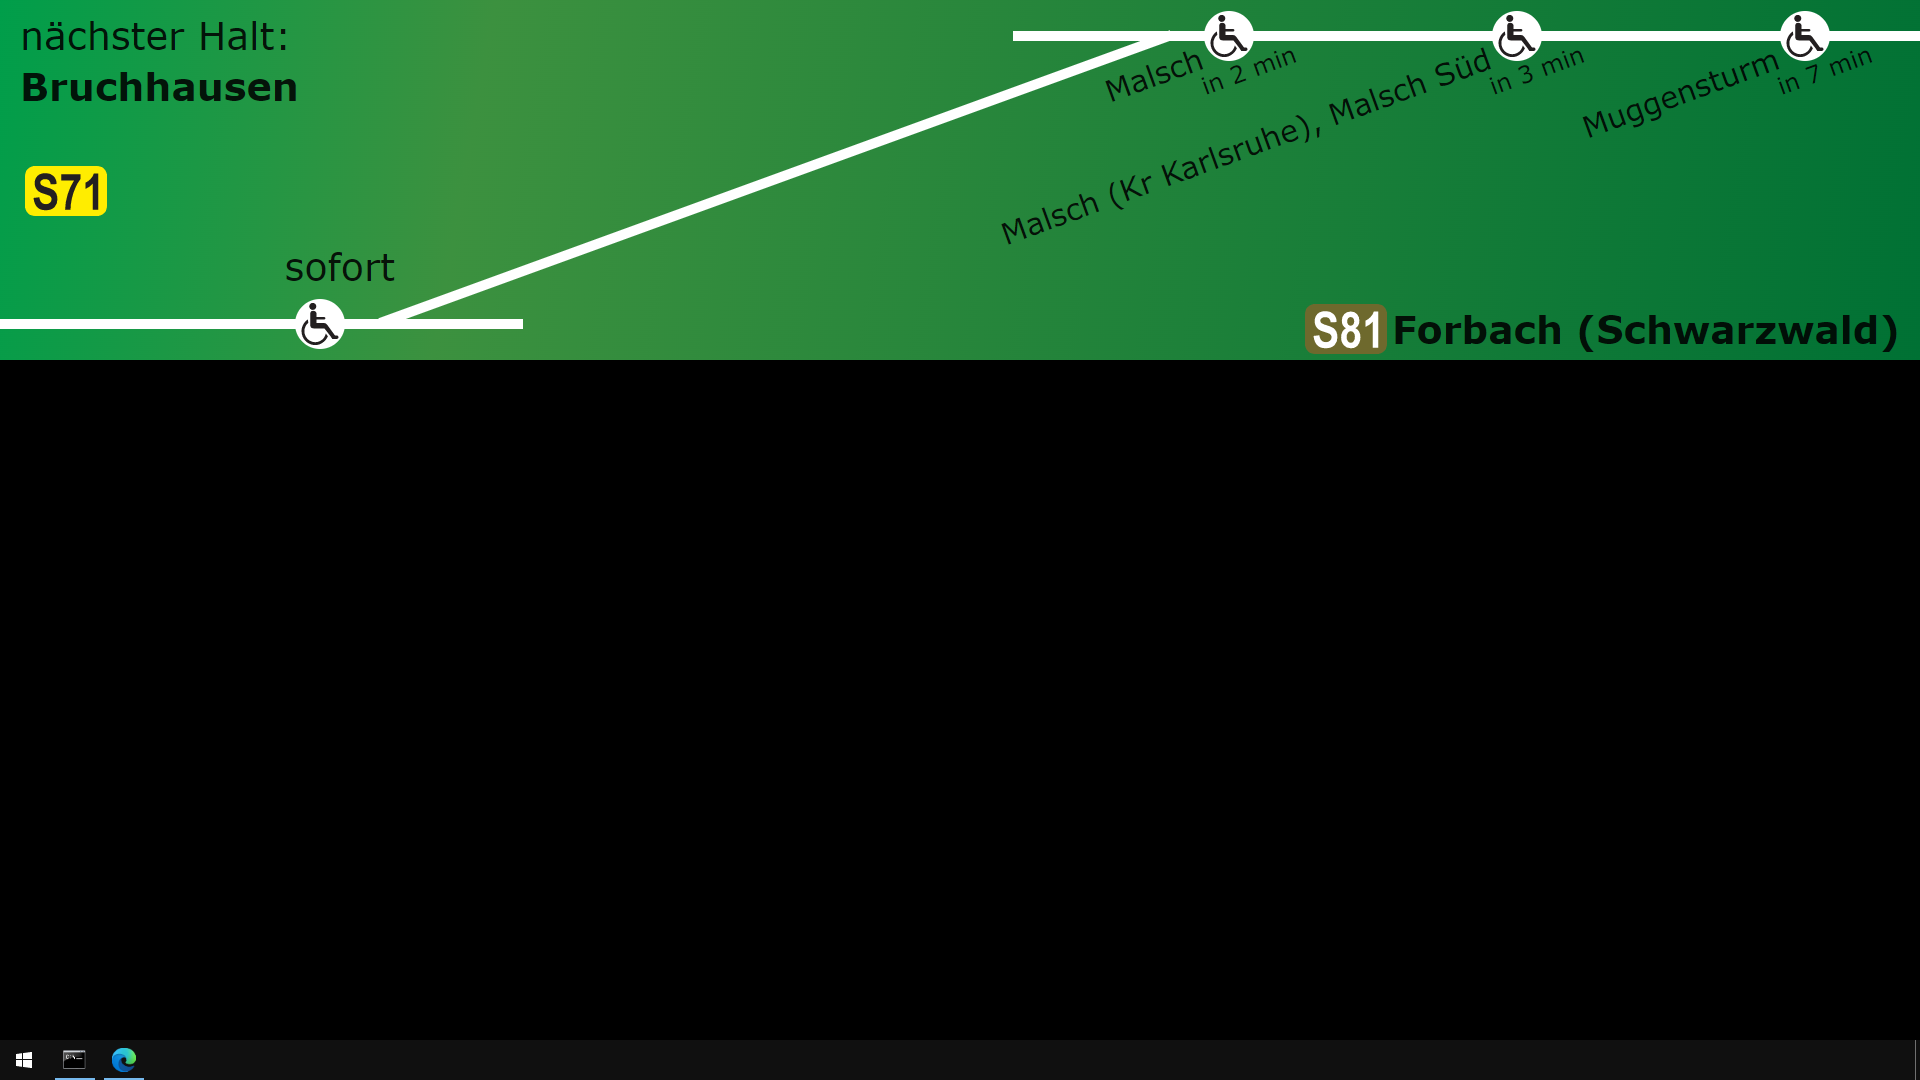 nächster Halt:
Bruchhausen
S71
sofort
Malsch
in 2 min
Malsch (Kr Karlsruhe), Malsch Süd
in 3 min
Muggensturm
in 7 min
S81 Forbach (Schwarzwald)